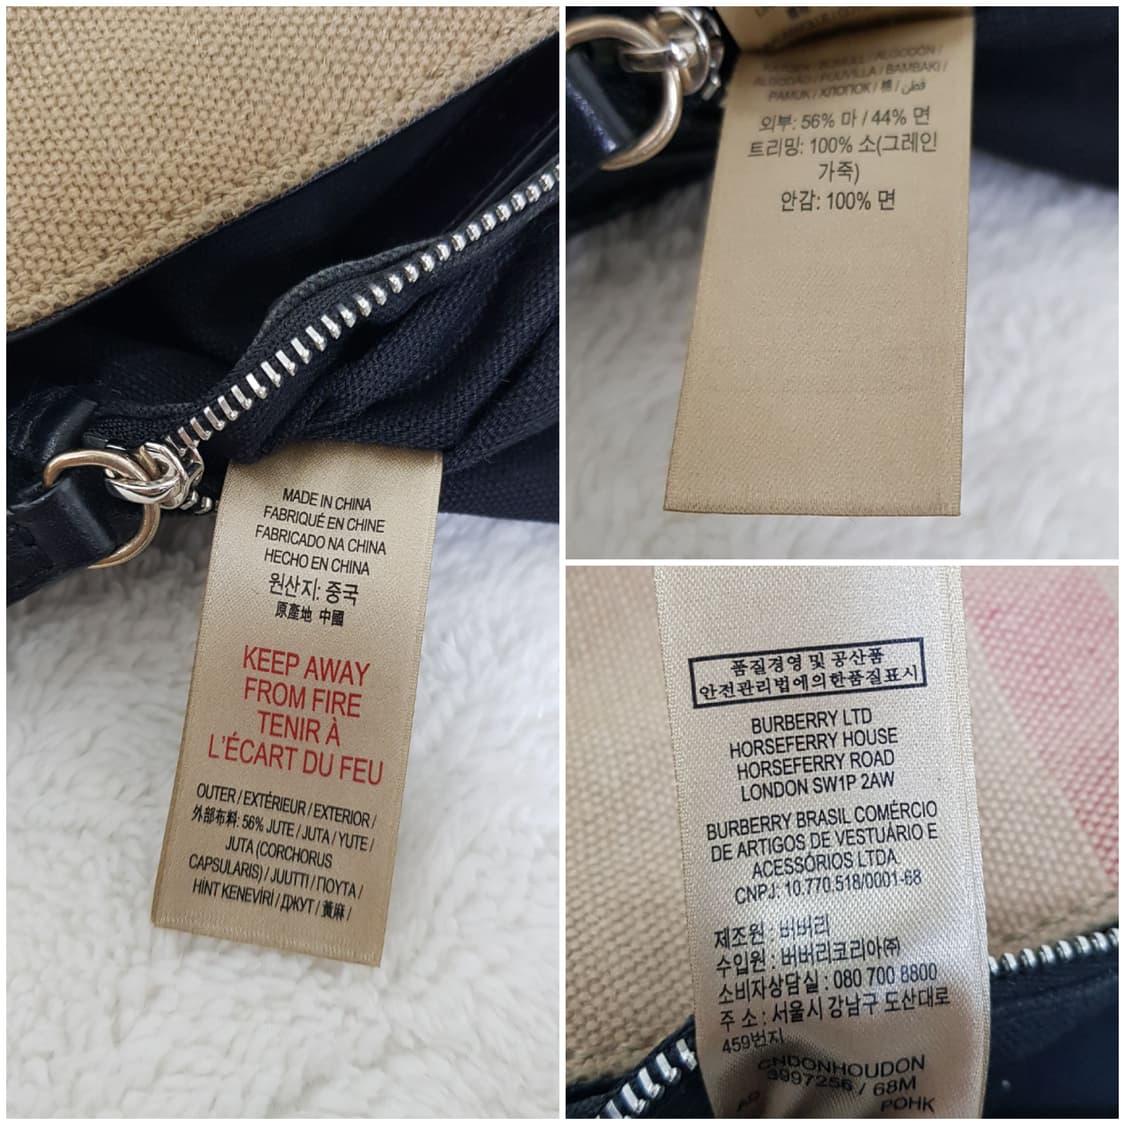 MADE IN CHINA
FABRIQUÉ EN CHINE
FABRICADO NA CHINA
HECHO EN CHINA
원산지: 중국
原產地 中國
KEEP AWAY
FROM FIRE
TENIR À
L'ÉCART DU FEU
OUTER / EXTÉRIEUR / EXTERIOR /
外部布料: 56% JUTE / JUTA / YUTE /
JUTA (CORCHORUS
CAPSULARIS) / JUUTTI / ΓΙΟΥΤΑ /
HİNT KENEVİRİ / ДЖУТ / 黃麻 /
ALGODÓN /
ALGODÃO / PUUVILLA / BAMBAKI /
PAMUK / ХЛОПОК / 棉 / قطن
외부: 56% 마 / 44% 면
트리밍: 100% 소(그레인
가죽)
안감: 100% 면
품질경영 및 공산품
안전관리법에의한품질표시
BURBERRY LTD
HORSEFERRY HOUSE
HORSEFERRY ROAD
LONDON SW1P 2AW
BURBERRY BRASIL COMÉRCIO
DE ARTIGOS DE VESTUÁRIO E
ACESSÓRIOS LTDA
CNPJ: 10.770.518/0001-68
제조원 : 버버리
수입원 : 버버리코리아㈜
소비자상담실 : 080 700 8800
주 소 : 서울시 강남구 도산대로
459번지
CNDONHOUDON
3997256 / 68M
POHK